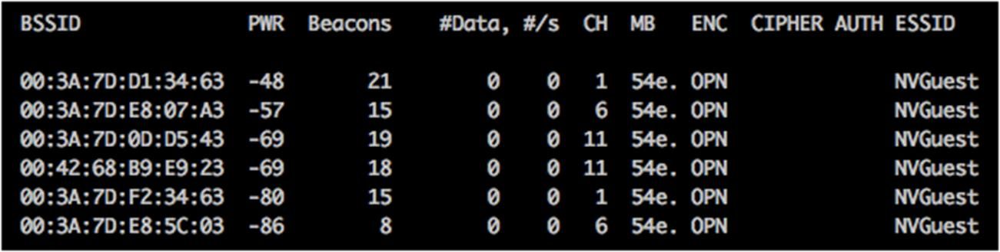 BSSID PWR Beacons #Data, #/s CH MB ENC CIPHER AUTH ESSID
00:3A:7D:D1:34:63 -48 21 0 0 1 54e. OPN NVGuest
00:3A:7D:E8:07:A3 -57 15 0 0 6 54e. OPN NVGuest
00:3A:7D:0D:D5:43 -69 19 0 0 11 54e. OPN NVGuest
00:42:68:B9:E9:23 -69 18 0 0 11 54e. OPN NVGuest
00:3A:7D:F2:34:63 -80 15 0 0 1 54e. OPN NVGuest
00:3A:7D:E8:5C:03 -86 8 0 0 6 54e. OPN NVGuest